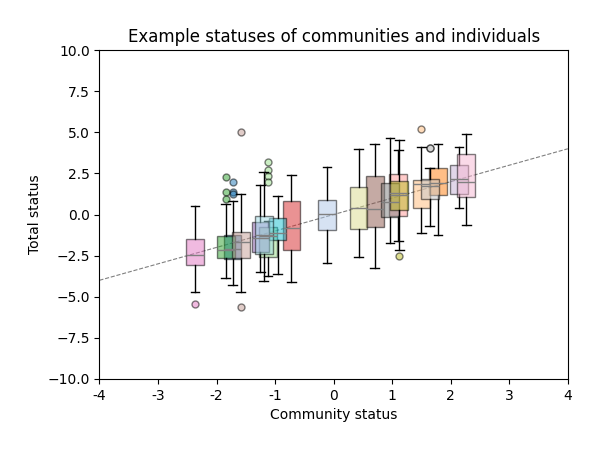 Example statuses of communities and individuals
10.0
7.5
5.0
2.5
0.0
−2.5
−5.0
−7.5
−10.0
Total status
-4 -3 -2 -1 0 1 2 3 4
Community status